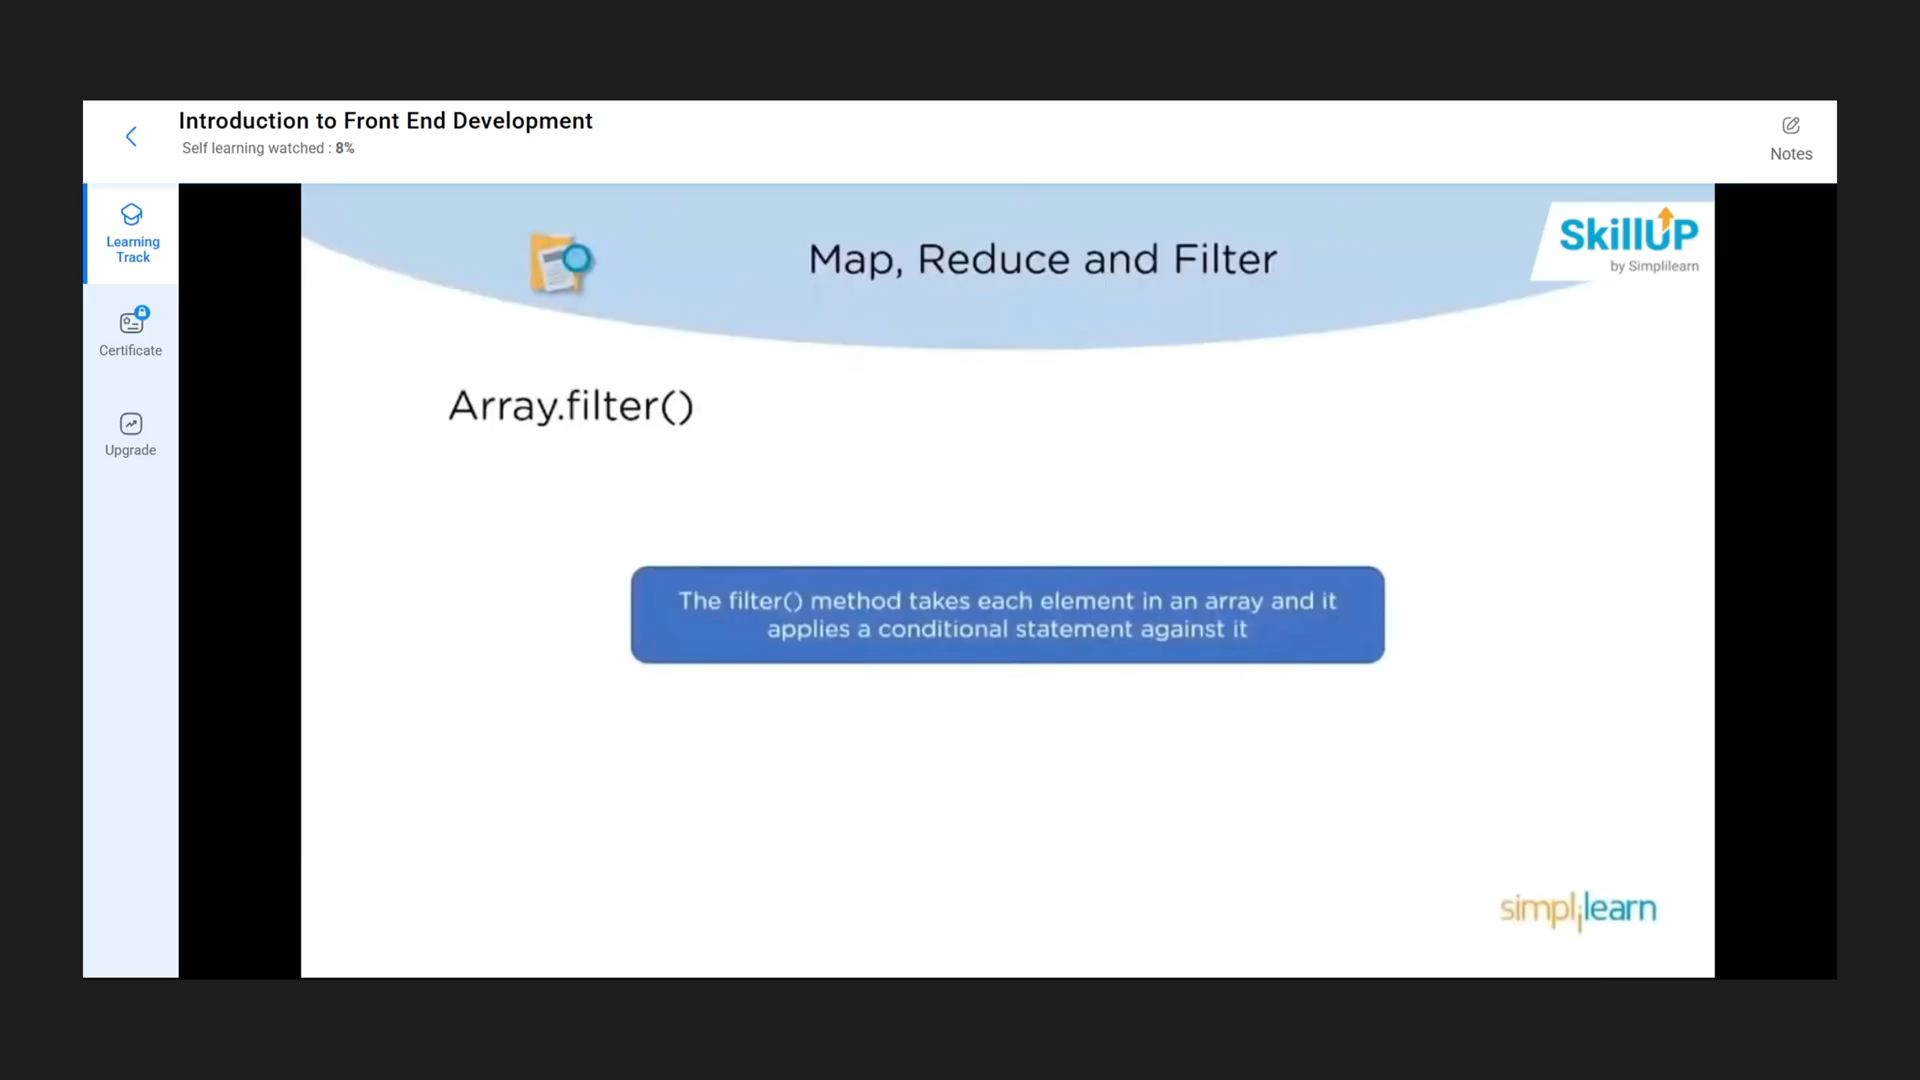 Introduction to Front End Development
Self learning watched : 8%
Notes
Learning
Track
Certificate
Upgrade
Map, Reduce and Filter
SkillUP
by Simplilearn
Array.filter()
The filter() method takes each element in an array and it
applies a conditional statement against it
simplilearn